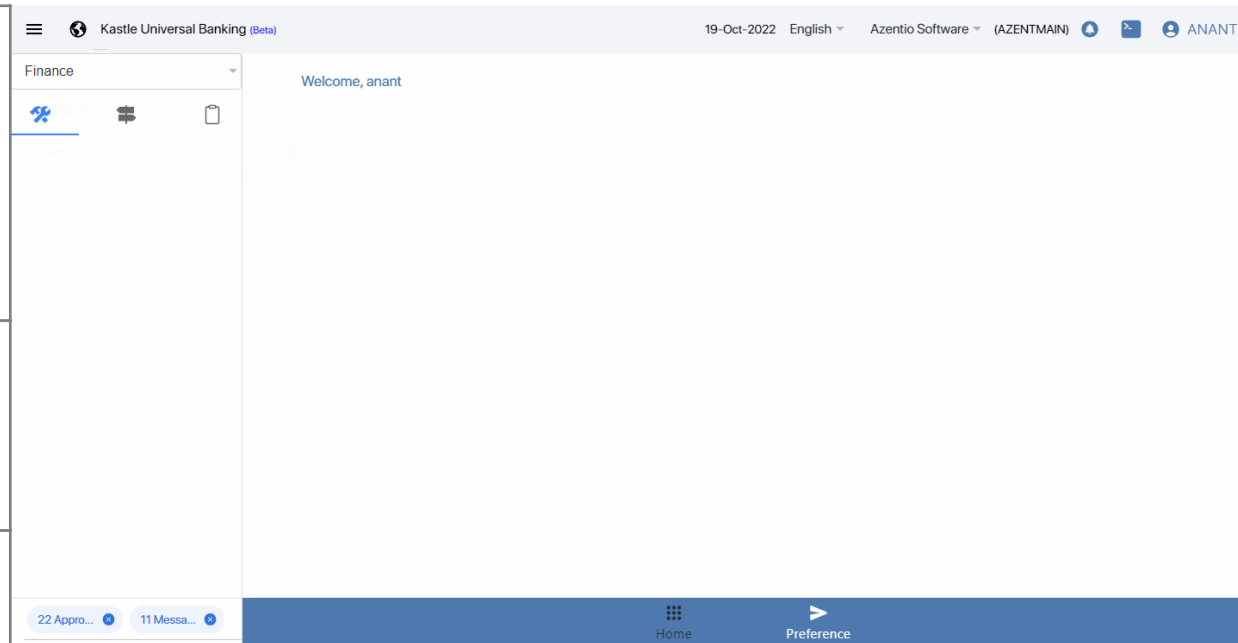 Kastle Universal Banking (Beta) 19-Oct-2022 English Azentio Software (AZENTMAIN) ANANT
Finance
Welcome, anant
22 Appro... 11 Messa...
Home Preference